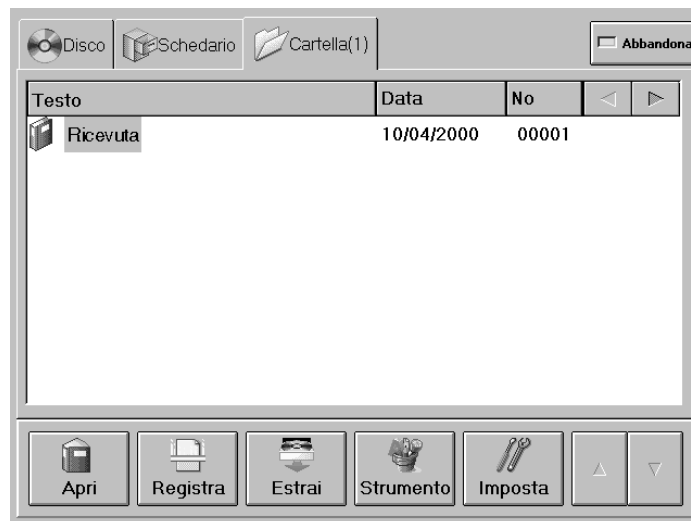 Disco Schedario Cartella(1) Abbandona
Testo Data No
Ricevuta 10/04/2000 00001
Apri Registra Estrai Strumento Imposta